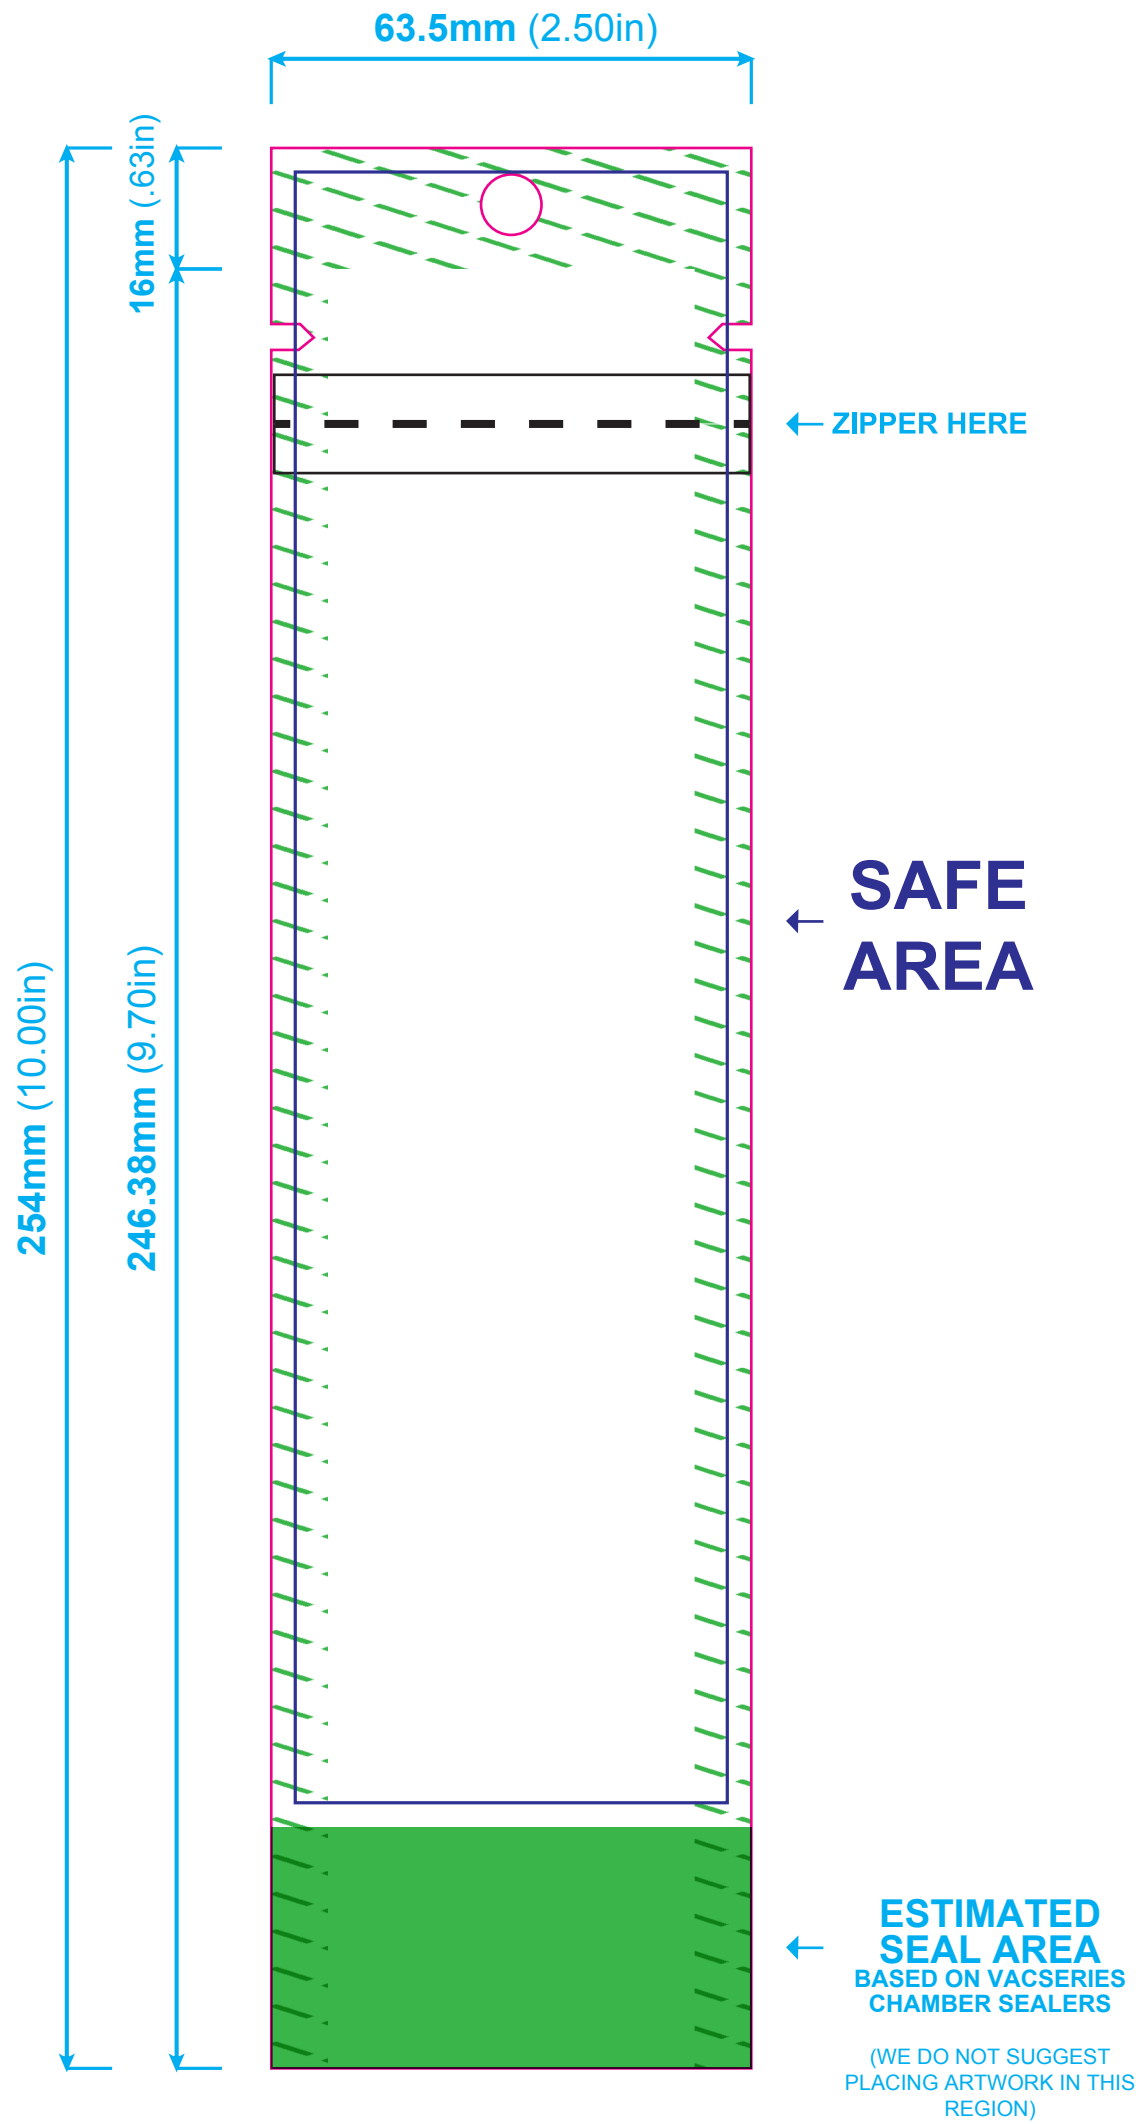 63.5mm (2.50in)
16mm (.63in)
ZIPPER HERE
SAFE
AREA
254mm (10.00in)
246.38mm (9.70in)
ESTIMATED
SEAL AREA
BASED ON VACSERIES
CHAMBER SEALERS
(WE DO NOT SUGGEST
PLACING ARTWORK IN THIS
REGION)